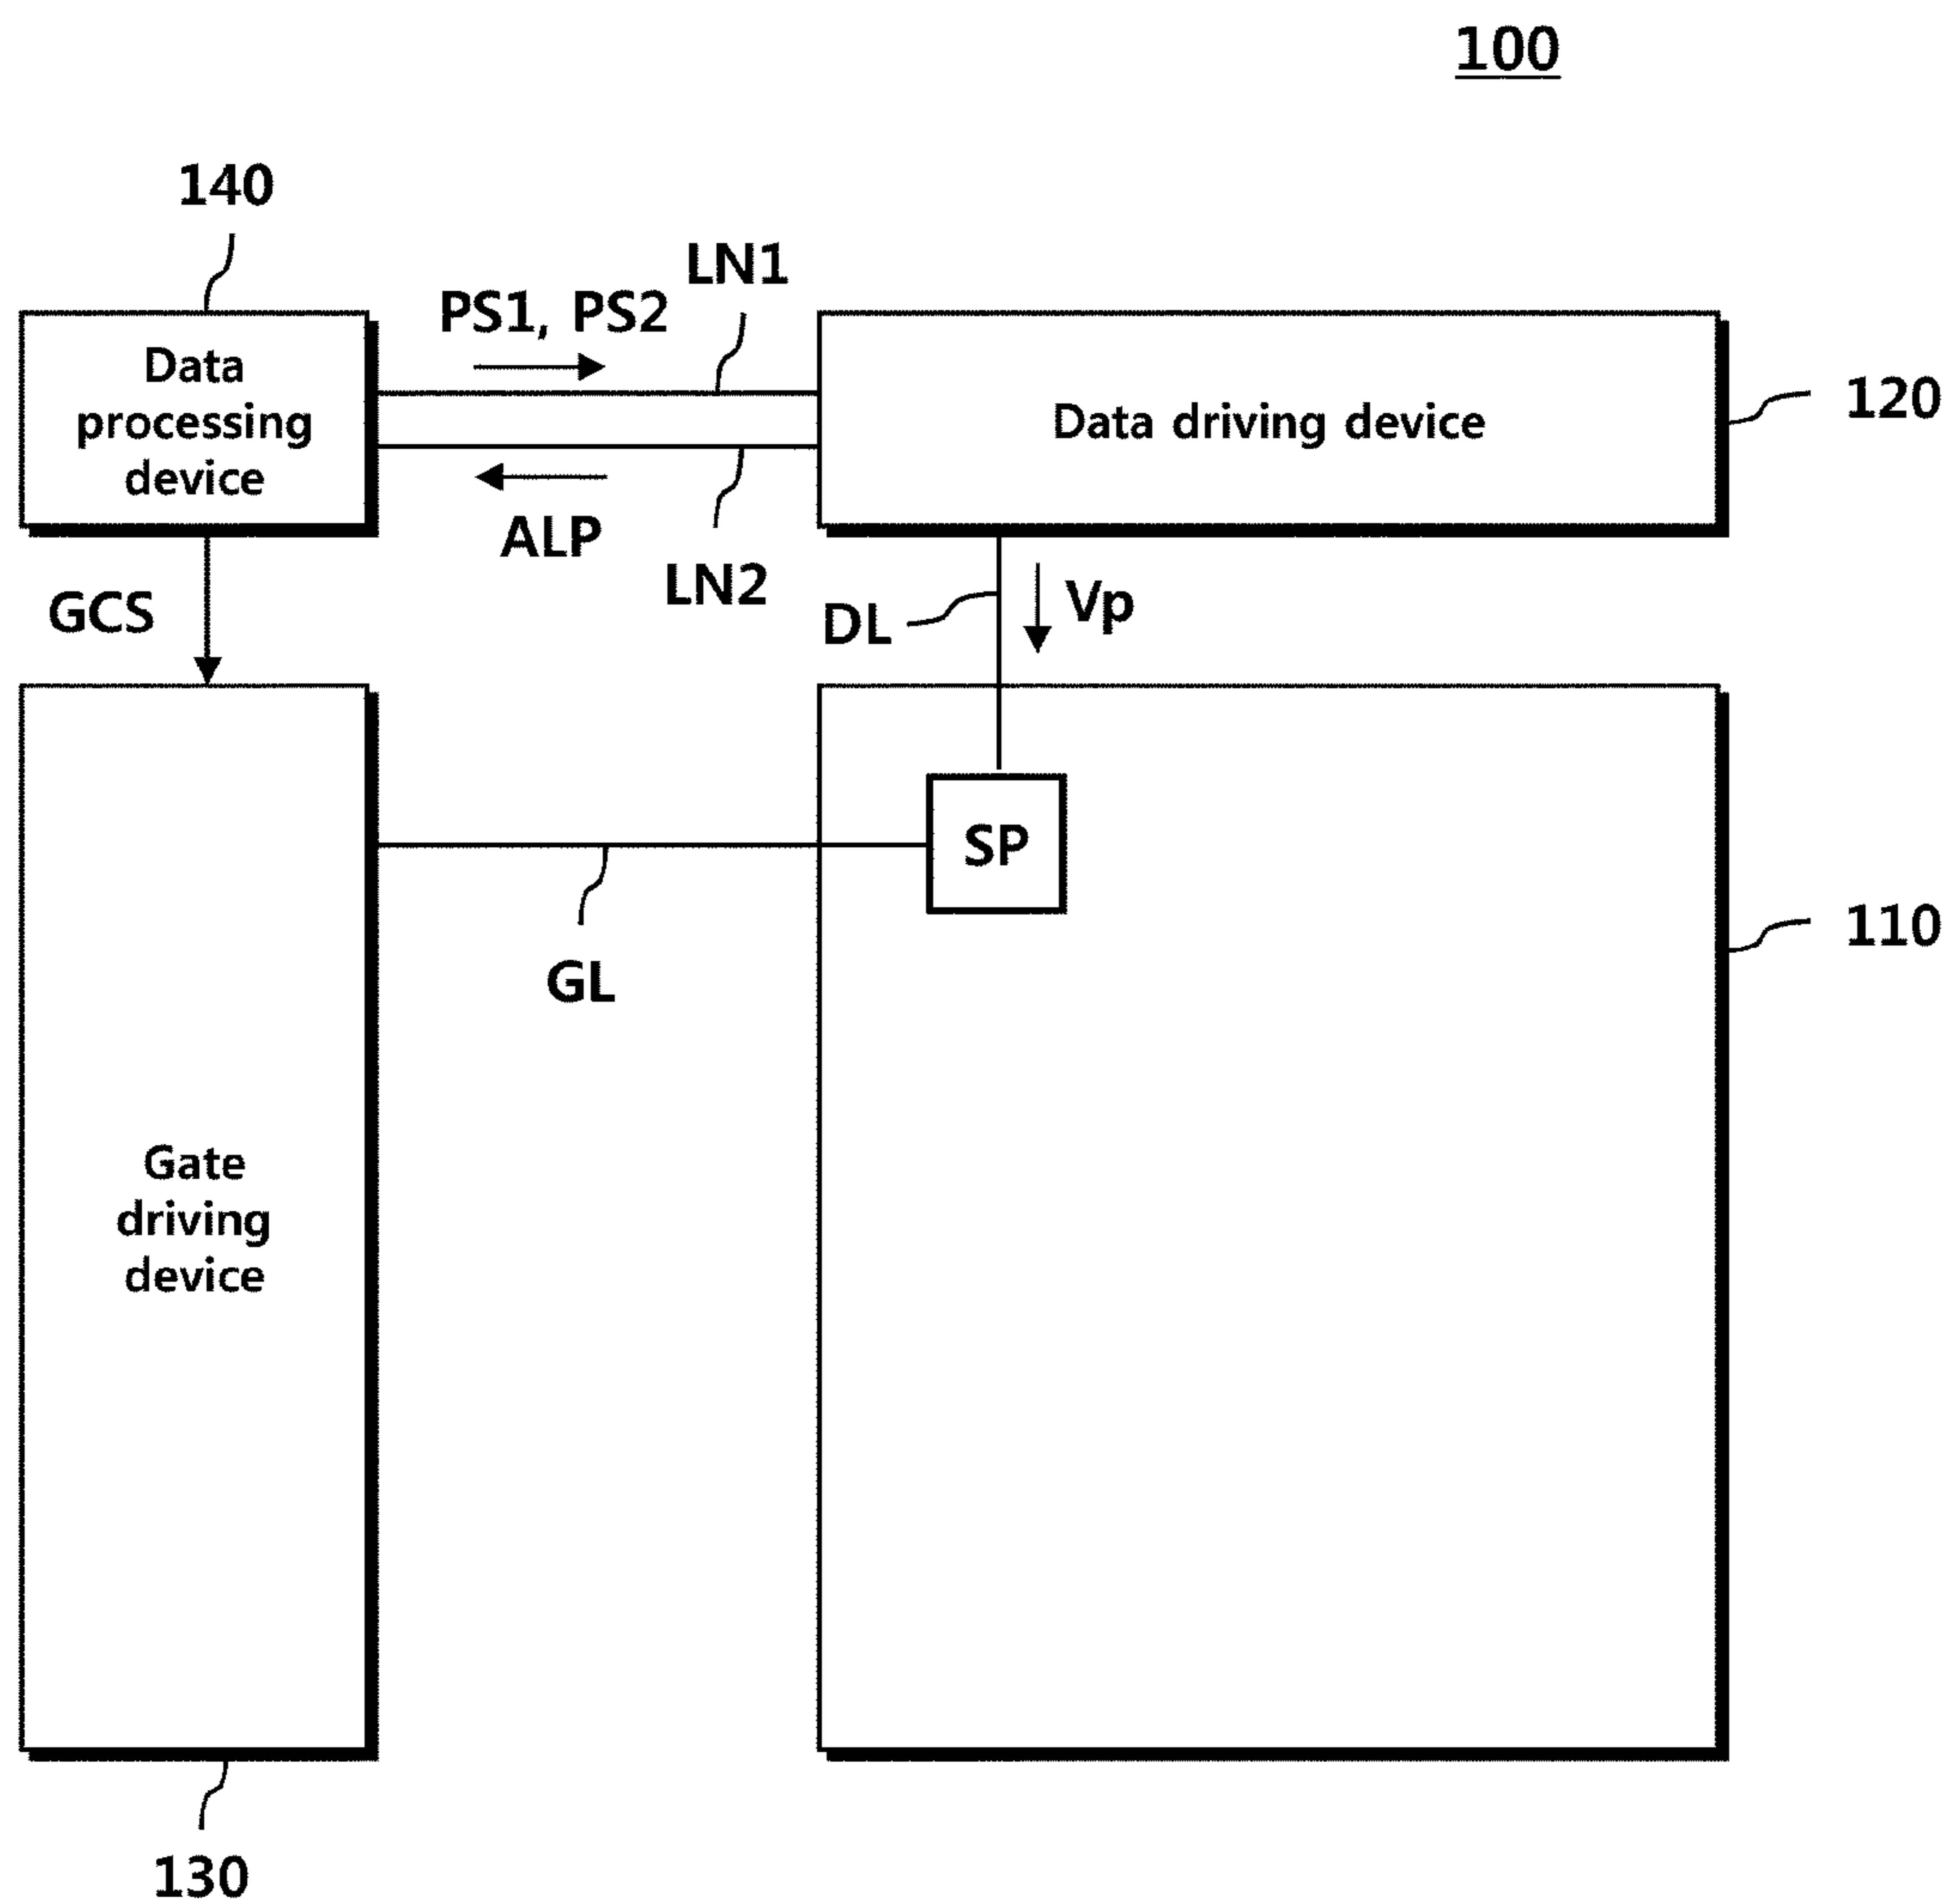 100
140
LN1
PS1, PS2
Data
processing
device
Data driving device
120
ALP
LN2
GCS
DL
Vp
SP
110
GL
Gate
driving
device
130